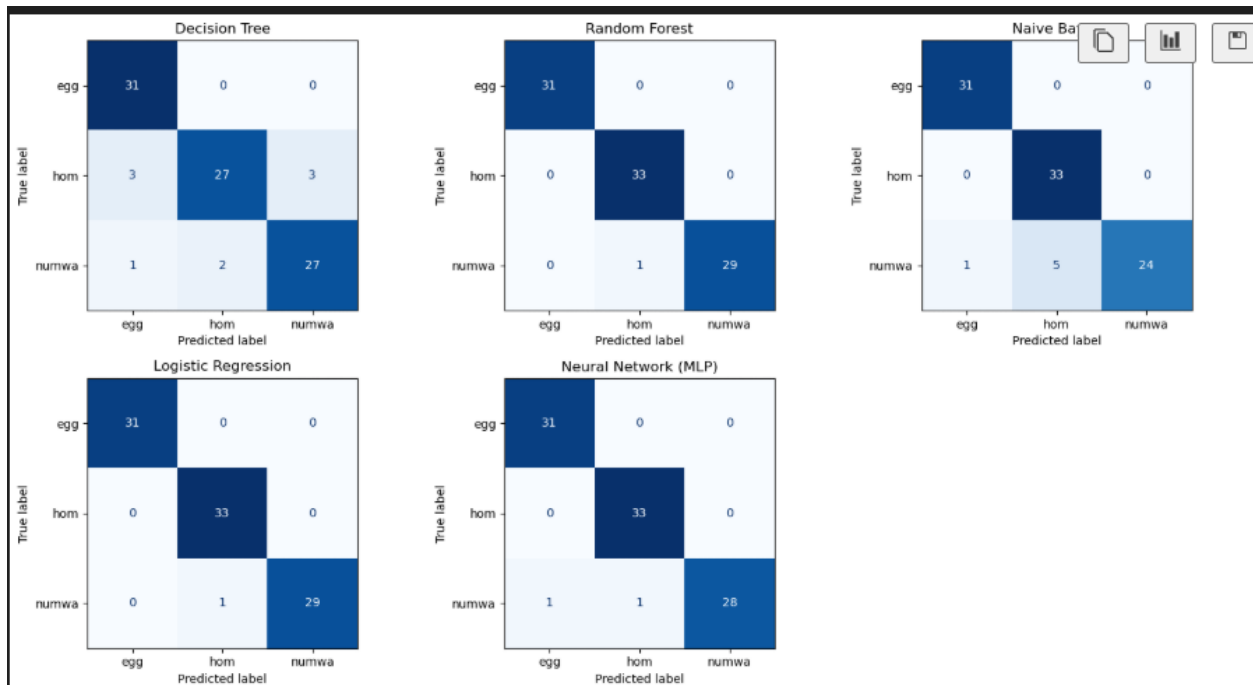 Decision Tree
True label
egg
31 0 0
hom
3 27 3
numwa
1 2 27
egg hom numwa
Predicted label
Random Forest
True label
egg
31 0 0
hom
0 33 0
numwa
0 1 29
egg hom numwa
Predicted label
Naive
True label
egg
31 0 0
hom
0 33 0
numwa
1 5 24
egg hom numwa
Predicted label
Logistic Regression
True label
egg
31 0 0
hom
0 33 0
numwa
0 1 29
egg hom numwa
Predicted label
Neural Network (MLP)
True label
egg
31 0 0
hom
0 33 0
numwa
1 1 28
egg hom numwa
Predicted label